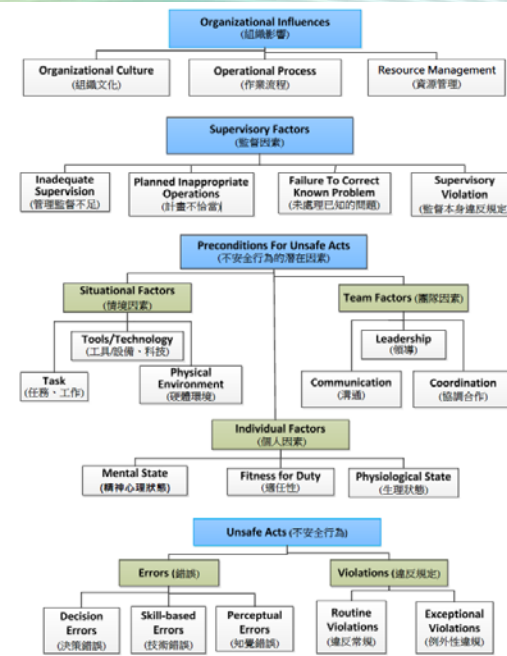 Organizational Influences
(組織影響)
Organizational Culture
(組織文化)
Operational Process
(作業流程)
Resource Management
(資源管理)
Supervisory Factors
(監督因素)
Inadequate
Supervision
(管理監督不足)
Planned Inappropriate
Operations
(計畫不恰當)
Failure To Correct
Known Problem
(未處理已知的問題)
Supervisory
Violation
(監督本身違反規定)
Preconditions For Unsafe Acts
(不安全行為的潛在因素)
Situational Factors
(情境因素)
Team Factors (團隊因素)
Tools/Technology
(工具/設備、科技)
Leadership
(領導)
Task
(任務、工作)
Physical
Environment
(硬體環境)
Communication
(溝通)
Coordination
(協調合作)
Individual Factors
(個人因素)
Mental State
(精神心理狀態)
Fitness for Duty
(適任性)
Physiological State
(生理狀態)
Unsafe Acts (不安全行為)
Errors (錯誤)
Violations (違反規定)
Decision
Errors
(決策錯誤)
Skill-based
Errors
(技術錯誤)
Perceptual
Errors
(知覺錯誤)
Routine
Violations
(違反常規)
Exceptional
Violations
(例外性違規)